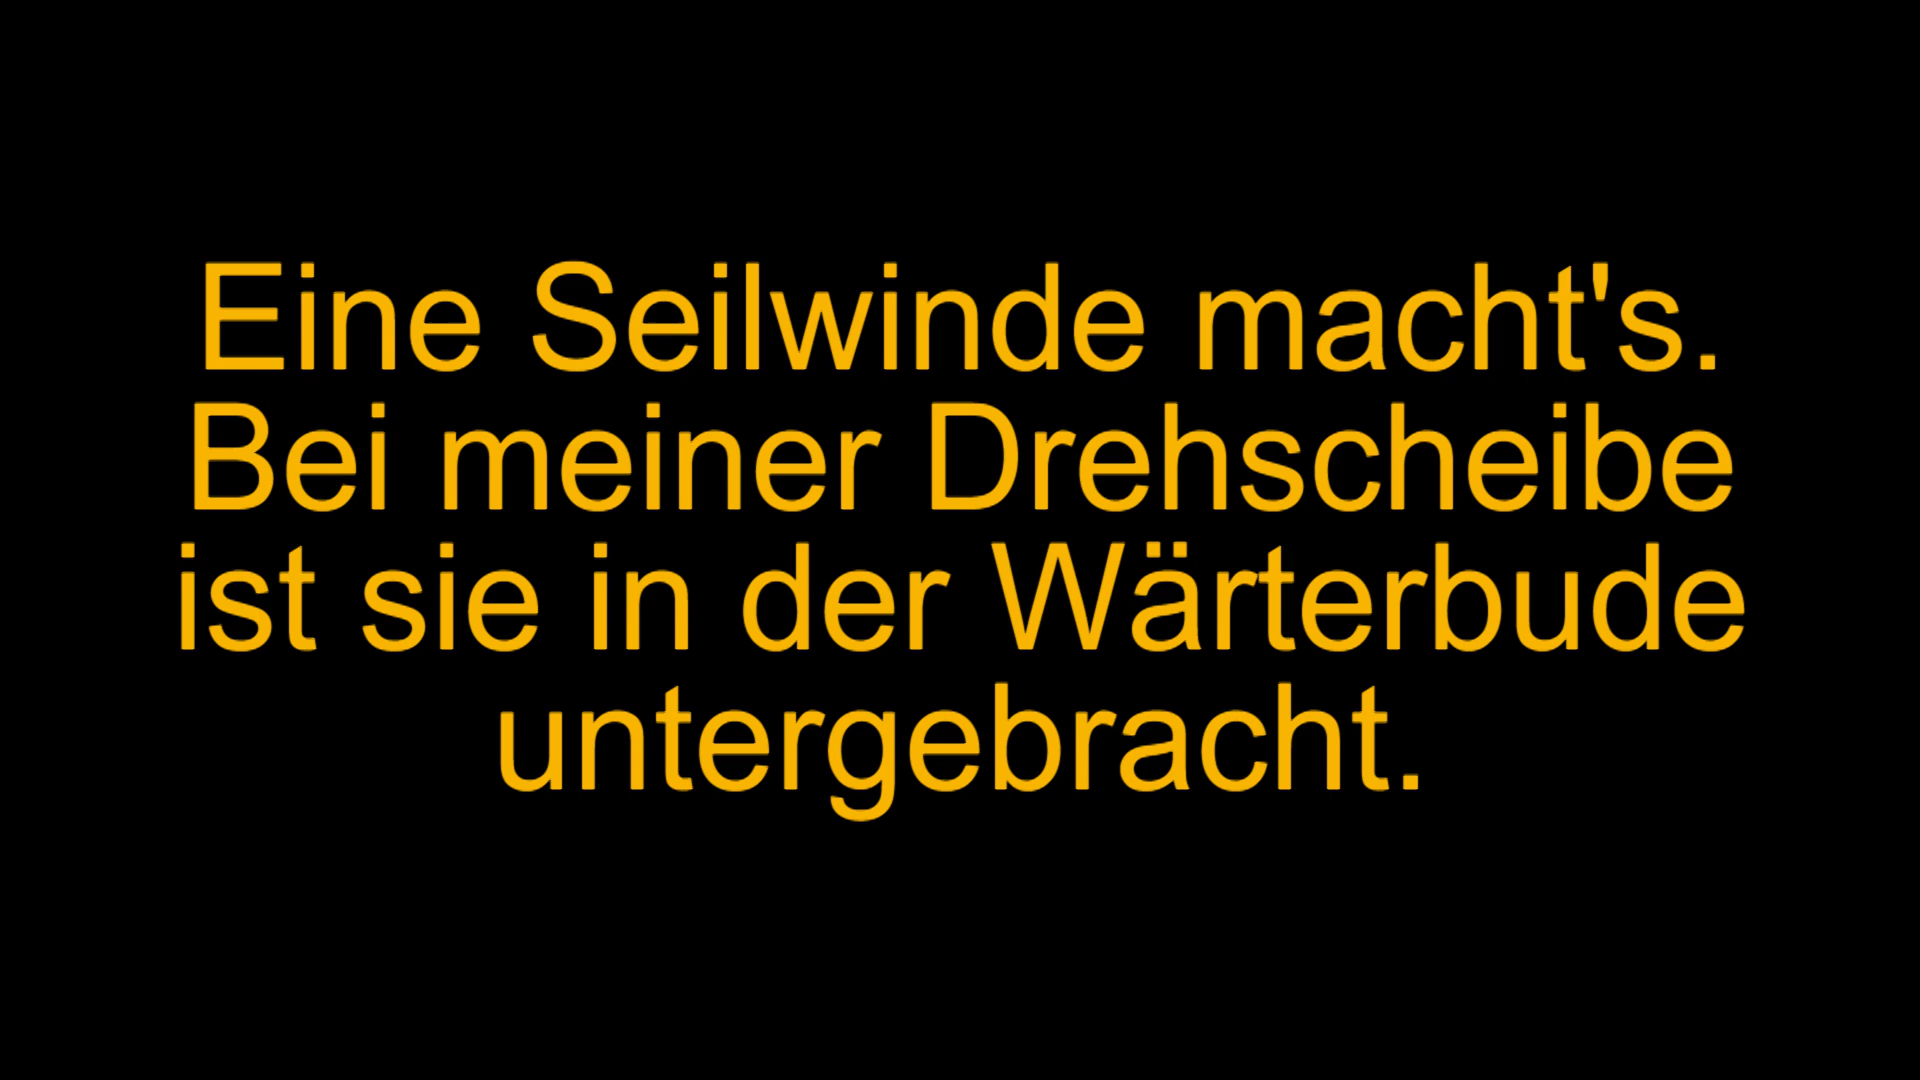 Eine Seilwinde macht's.
Bei meiner Drehscheibe
ist sie in der Wärterbude
untergebracht.